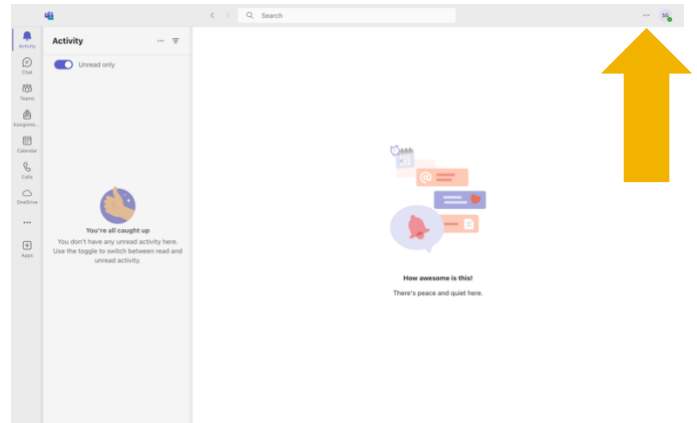 Search
SG
Activity
Unread only
Activity
Chat
Teams
Assignme...
Calendar
Calls
OneDrive
Apps
You're all caught up
You don't have any unread activity here.
Use the toggle to switch between read and
unread activity.
How awesome is this!
There's peace and quiet here.